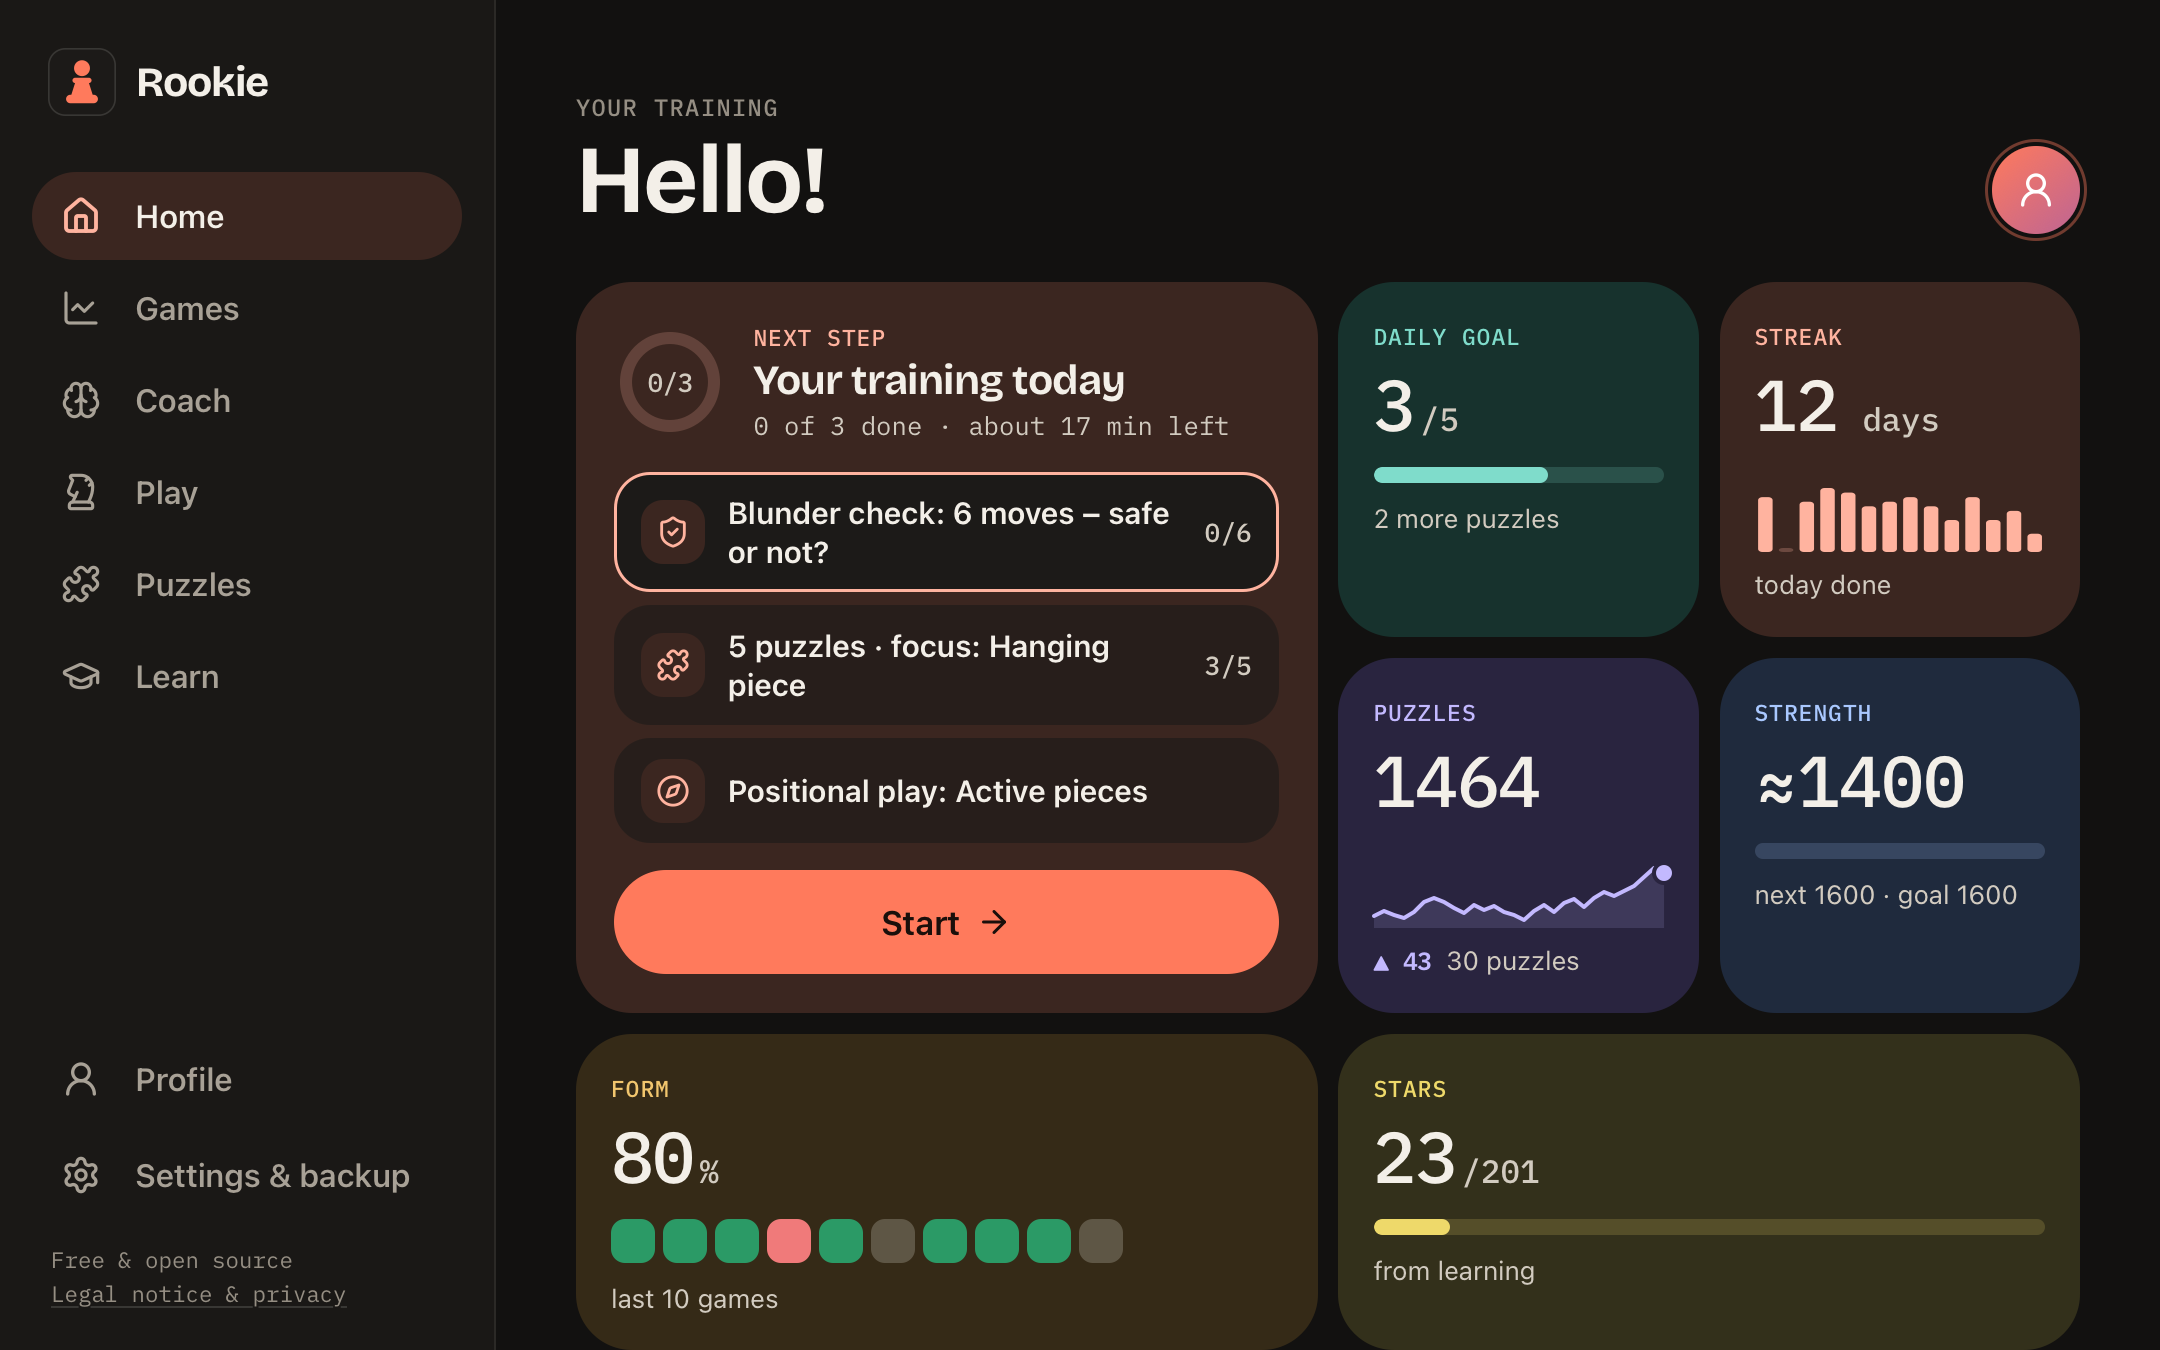 Rookie
Home
Games
Coach
Play
Puzzles
Learn
Profile
Settings & backup
Free & open source
Legal notice & privacy
YOUR TRAINING
Hello!
0/3
NEXT STEP
Your training today
0 of 3 done · about 17 min left
Blunder check: 6 moves – safe
or not?
0/6
5 puzzles · focus: Hanging
piece
3/5
Positional play: Active pieces
Start →
DAILY GOAL
3/5
2 more puzzles
STREAK
12 days
today done
PUZZLES
1464
▲ 43 30 puzzles
STRENGTH
≈1400
next 1600 · goal 1600
FORM
80%
last 10 games
STARS
23/201
from learning